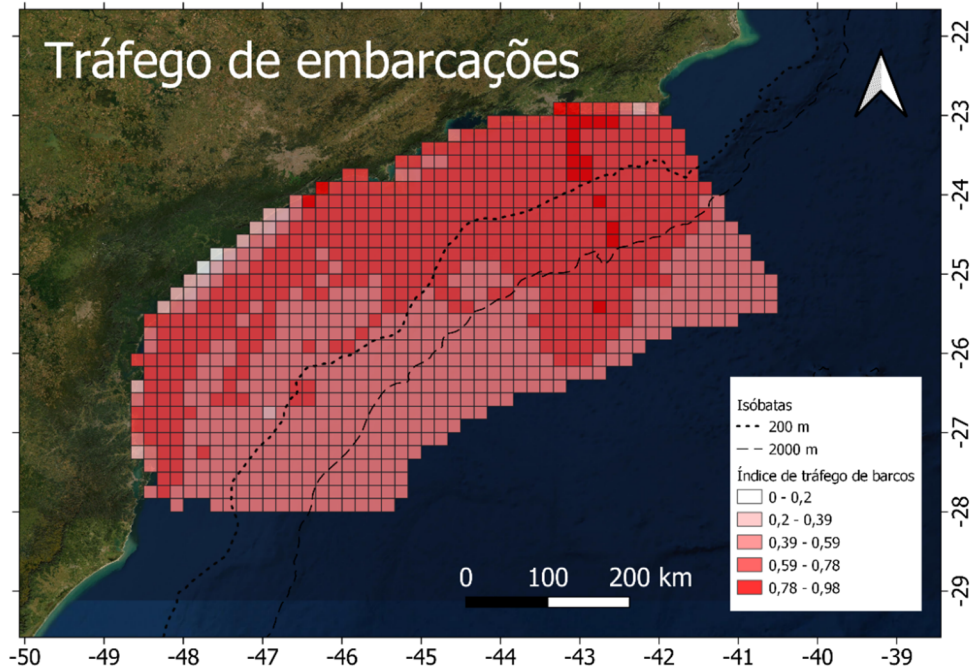 Tráfego de embarcações
-22
-23
-24
-25
-26
-27
-28
-29
Isóbatas
200 m
2000 m
Índice de tráfego de barcos
0 - 0,2
0,2 - 0,39
0,39 - 0,59
0,59 - 0,78
0,78 - 0,98
0 100 200 km
-50 -49 -48 -47 -46 -45 -44 -43 -42 -41 -40 -39